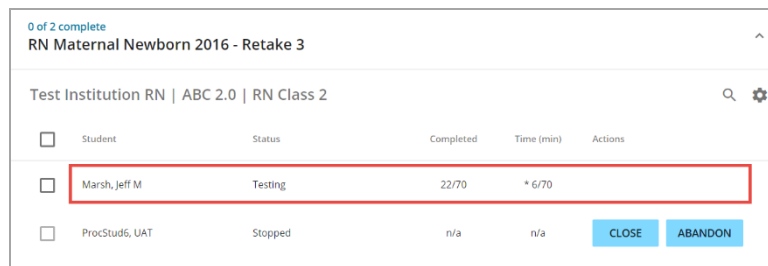 0 of 2 complete
RN Maternal Newborn 2016 - Retake 3
Test Institution RN | ABC 2.0 | RN Class 2
Student Status Completed Time (min) Actions
Marsh, Jeff M Testing 22/70 * 6/70
ProcStud6, UAT Stopped n/a n/a CLOSE ABANDON